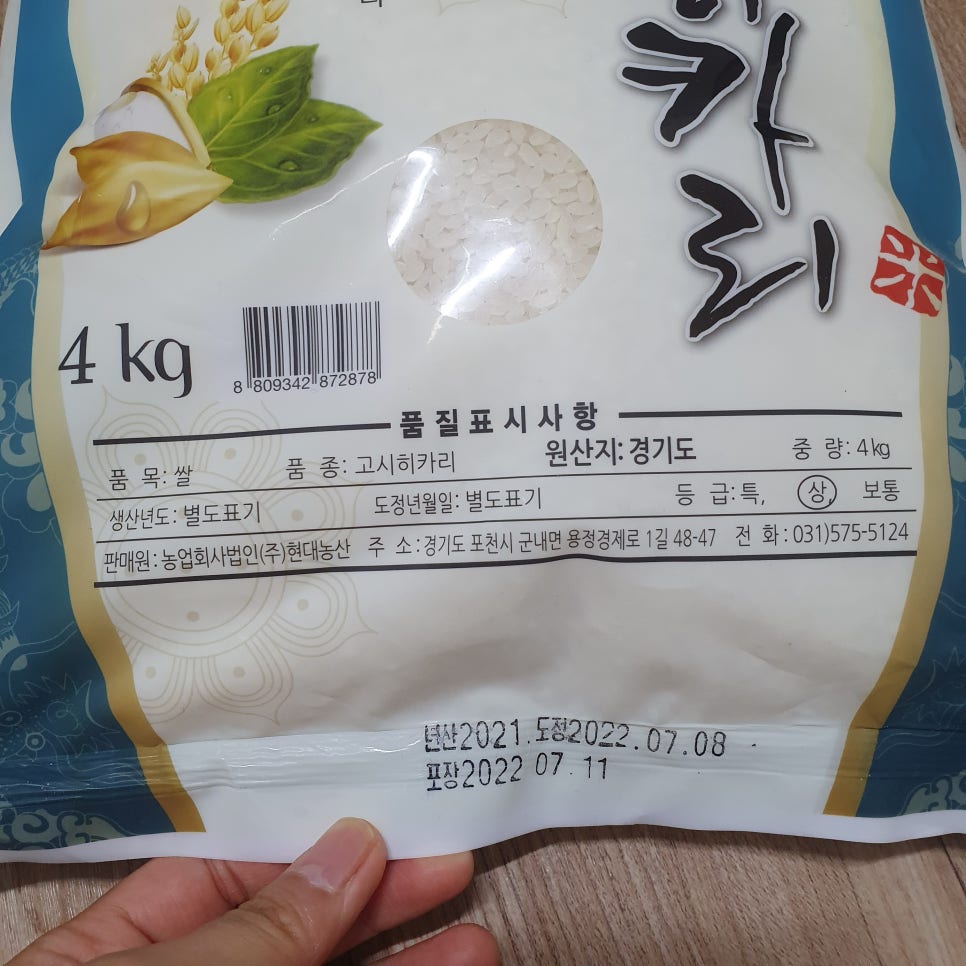 카
리
4 kg
8 809342 872878
품질표시사항
품 목: 쌀 품 종: 고시히카리 원산지: 경기도 중 량: 4kg
생산년도: 별도표기 도정년월일: 별도표기 등 급: 특, 상, 보통
판매원: 농업회사법인(주)현대농산 주 소: 경기도 포천시 군내면 용정경제로 1길 48-47 전 화: 031)575-5124
년산2021 도정2022.07.08
포장2022 07.11